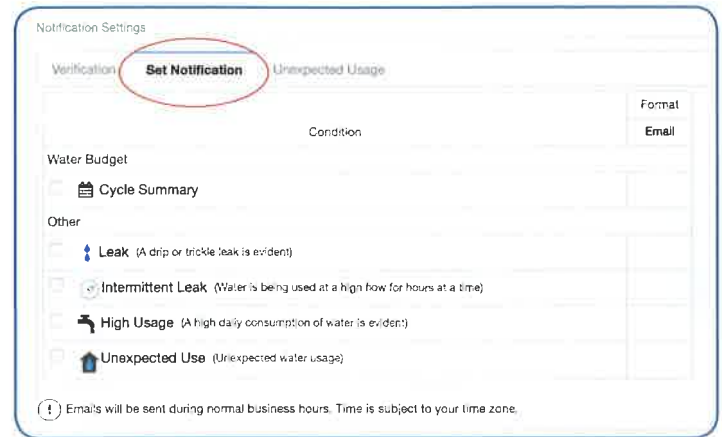 Notification Settings
Verification Set Notification Unexpected Usage
Format
Condition Email
Water Budget
Cycle Summary
Other
Leak (A drip or trickle leak is evident)
Intermittent Leak (Water is being used at a high flow for hours at a time)
High Usage (A high daily consumption of water is evident)
Unexpected Use (Unexpected water usage)
! Emails will be sent during normal business hours. Time is subject to your time zone.